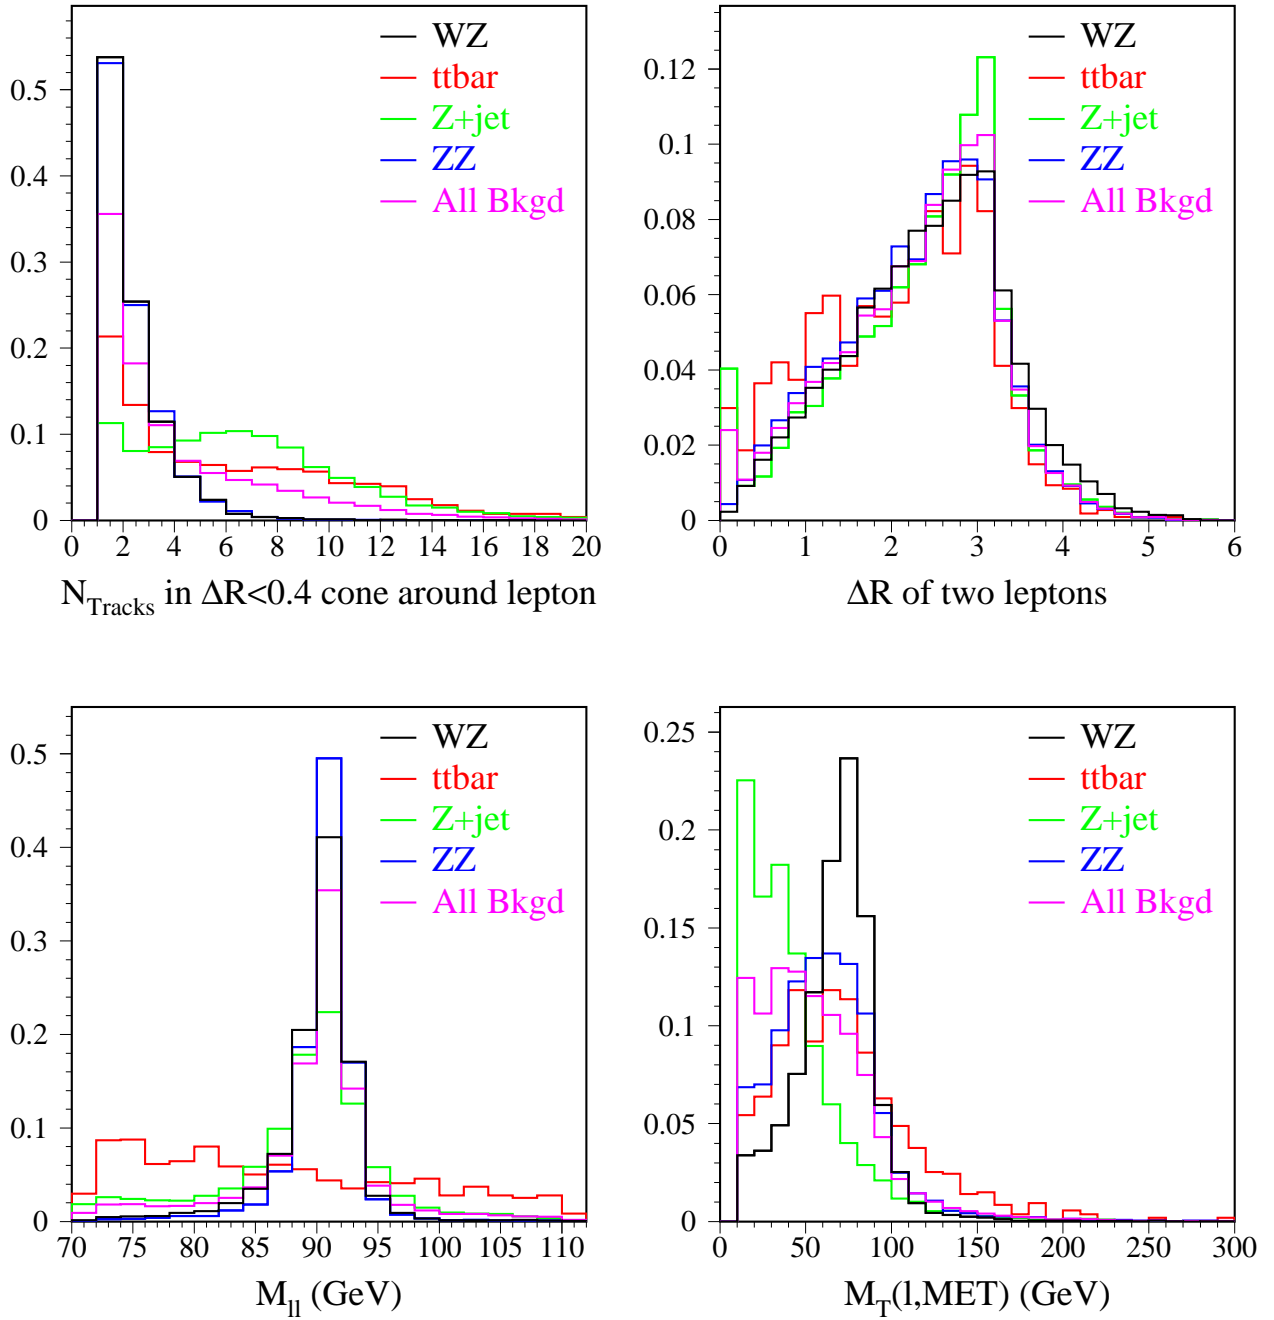 WZ
ttbar
Z+jet
ZZ
All Bkgd
0.5
0.4
0.3
0.2
0.1
0
0 2 4 6 8 10 12 14 16 18 20
N_Tracks in ΔR<0.4 cone around lepton
WZ
ttbar
Z+jet
ZZ
All Bkgd
0.12
0.1
0.08
0.06
0.04
0.02
0
0 1 2 3 4 5 6
ΔR of two leptons
WZ
ttbar
Z+jet
ZZ
All Bkgd
0.5
0.4
0.3
0.2
0.1
0
70 75 80 85 90 95 100 105 110
M_ll (GeV)
WZ
ttbar
Z+jet
ZZ
All Bkgd
0.25
0.2
0.15
0.1
0.05
0
0 50 100 150 200 250 300
M_T(l,MET) (GeV)